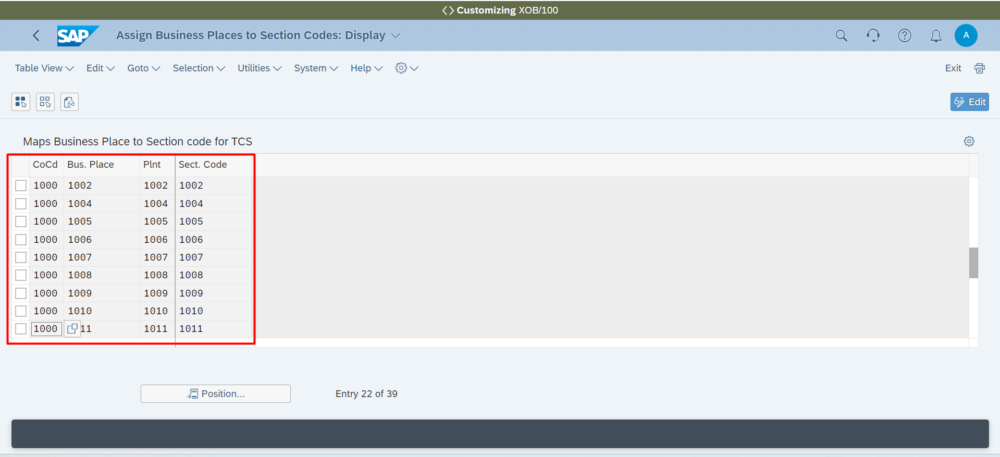 Customizing XOB/100
SAP Assign Business Places to Section Codes: Display A
Table View Edit Goto Selection Utilities System Help Exit
Edit
Maps Business Place to Section code for TCS
CoCd Bus. Place Plnt Sect. Code
1000 1002 1002 1002
1000 1004 1004 1004
1000 1005 1005 1005
1000 1006 1006 1006
1000 1007 1007 1007
1000 1008 1008 1008
1000 1009 1009 1009
1000 1010 1010 1010
1000 11 1011 1011
Position... Entry 22 of 39